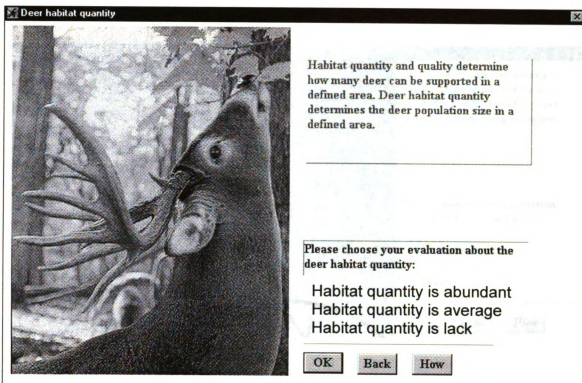 Deer habitat quantity
Habitat quantity and quality determine
how many deer can be supported in a
defined area. Deer habitat quantity
determines the deer population size in a
defined area.
Please choose your evaluation about the
deer habitat quantity:
Habitat quantity is abundant
Habitat quantity is average
Habitat quantity is lack
OK Back How